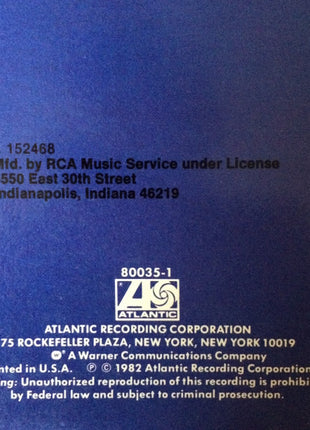 152468
Mfd. by RCA Music Service under License
550 East 30th Street
Indianapolis, Indiana 46219
80035-1
ATLANTIC
ATLANTIC RECORDING CORPORATION
75 ROCKEFELLER PLAZA, NEW YORK, NEW YORK 10019
A Warner Communications Company
nted in U.S.A. Ⓟ © 1982 Atlantic Recording Corporation
ng: Unauthorized reproduction of this recording is prohibi
by Federal law and subject to criminal prosecution.